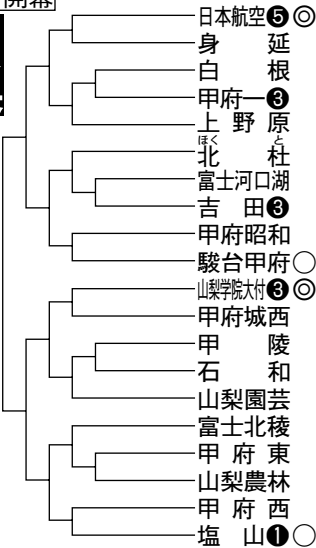 開幕
日本航空❺◎
身延
白根
甲府一❸
上野原
ほくと
北杜
富士河口湖
吉田❸
甲府昭和
駿台甲府○
山梨学院大付❸◎
甲府城西
甲陵
石和
山梨園芸
富士北稜
甲府東
山梨農林
甲府西
塩山❶○